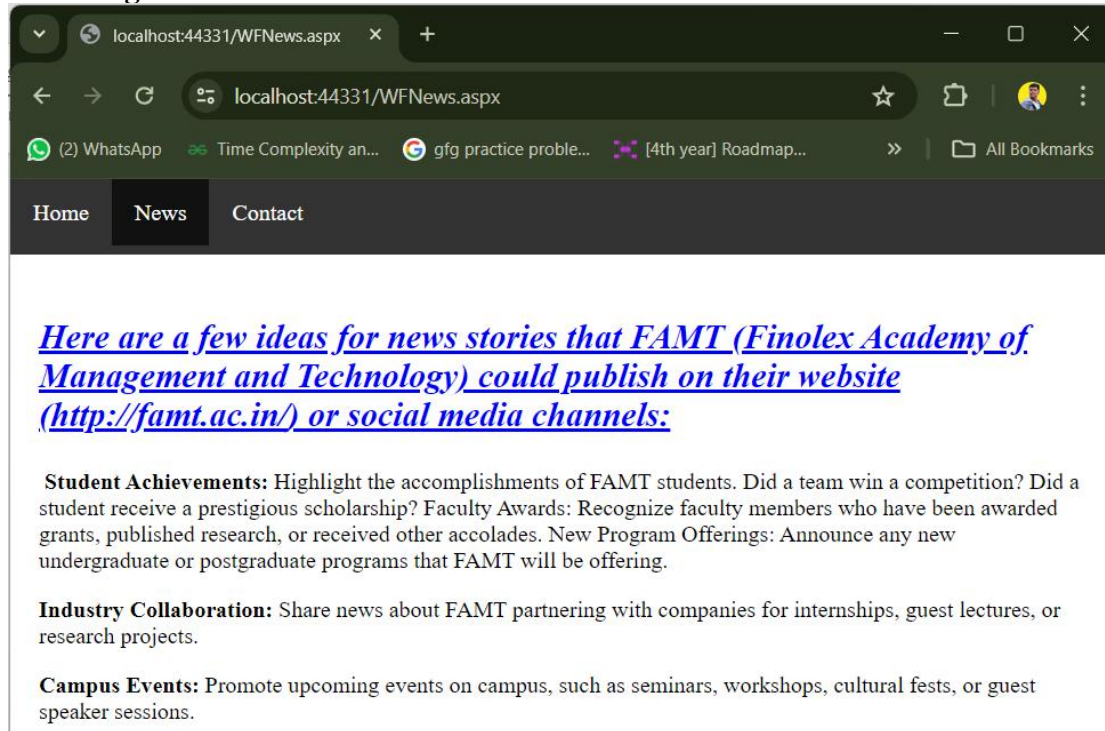 localhost:44331/WFNews.aspx
localhost:44331/WFNews.aspx
(2) WhatsApp Time Complexity an... gfg practice proble... [4th year] Roadmap... » All Bookmarks
Home News Contact
Here are a few ideas for news stories that FAMT (Finolex Academy of
Management and Technology) could publish on their website
(http://famt.ac.in/) or social media channels:
Student Achievements: Highlight the accomplishments of FAMT students. Did a team win a competition? Did a
student receive a prestigious scholarship? Faculty Awards: Recognize faculty members who have been awarded
grants, published research, or received other accolades. New Program Offerings: Announce any new
undergraduate or postgraduate programs that FAMT will be offering.
Industry Collaboration: Share news about FAMT partnering with companies for internships, guest lectures, or
research projects.
Campus Events: Promote upcoming events on campus, such as seminars, workshops, cultural fests, or guest
speaker sessions.